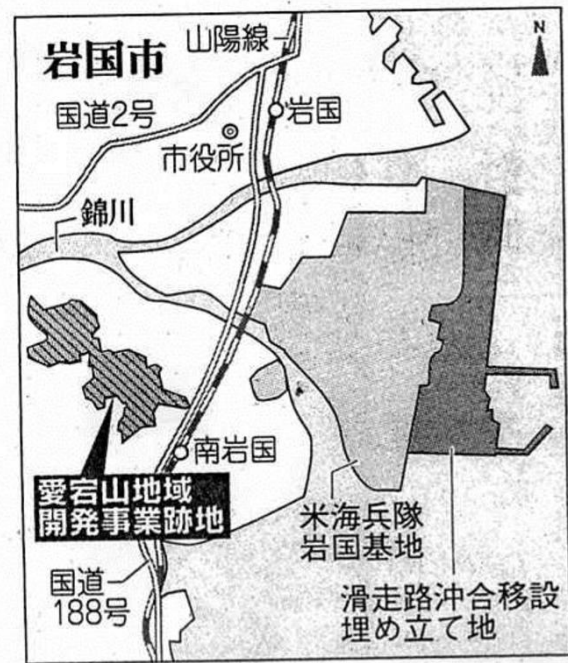 山陽線
N
岩国市
国道2号
岩国
市役所
錦川
南岩国
愛宕山地域
開発事業跡地
米海兵隊
岩国基地
国道
188号
滑走路沖合移設
埋め立て地